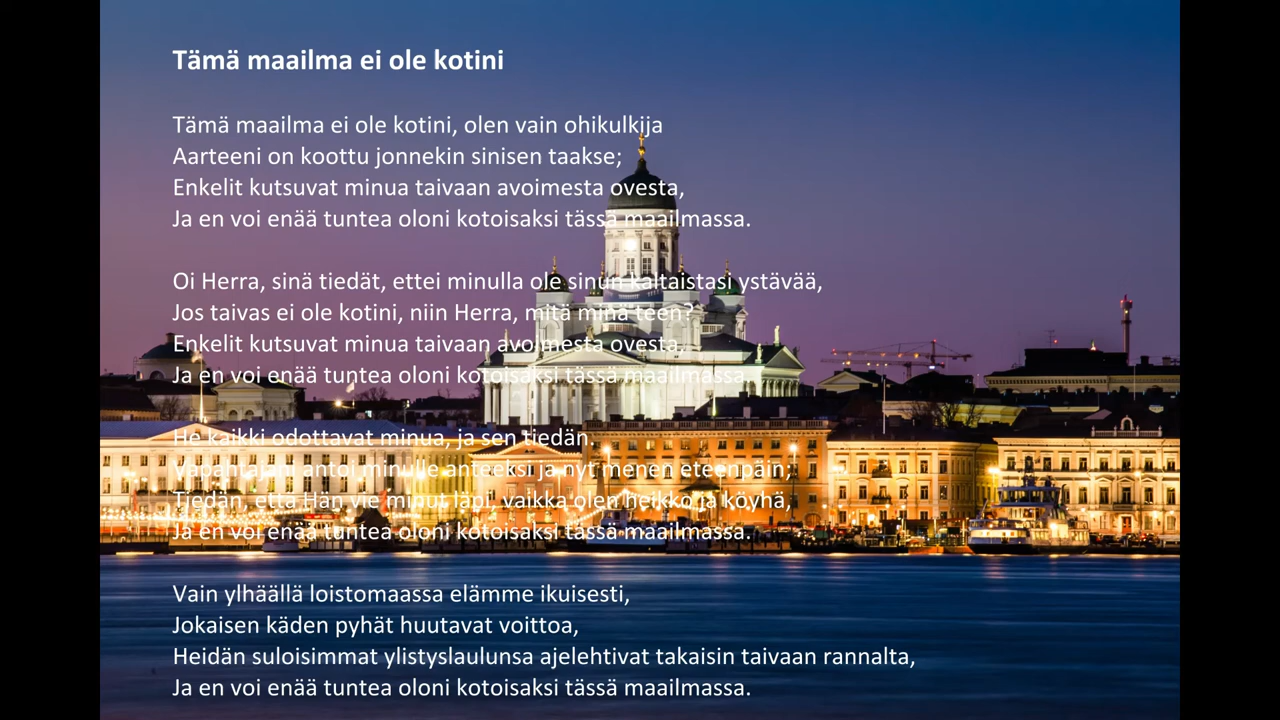 Tämä maailma ei ole kotini
Tämä maailma ei ole kotini, olen vain ohikulkija
Aarteeni on koottu jonnekin sinisen taakse;
Enkelit kutsuvat minua taivaan avoimesta ovesta,
Ja en voi enää tuntea oloni kotoisaksi tässä maailmassa.
Oi Herra, sinä tiedät, ettei minulla ole sinun kaltaistasi ystävää,
Jos taivas ei ole kotini, niin Herra, mitä minä teen?
Enkelit kutsuvat minua taivaan avoimesta ovesta,
Ja en voi enää tuntea oloni kotoisaksi tässä maailmassa.
He kaikki odottavat minua, ja sen tiedän.
Vapahtajani antoi minulle anteeksi ja nyt menen eteenpäin;
Tiedän, että Hän vie minut läpi, vaikka olen heikko ja köyhä,
Ja en voi enää tuntea oloni kotoisaksi tässä maailmassa.
Vain ylhäällä loistomaassa elämme ikuisesti,
Jokaisen käden pyhät huutavat voittoa,
Heidän suloisimmat ylistyslaulunsa ajelehtivat takaisin taivaan rannalta,
Ja en voi enää tuntea oloni kotoisaksi tässä maailmassa.